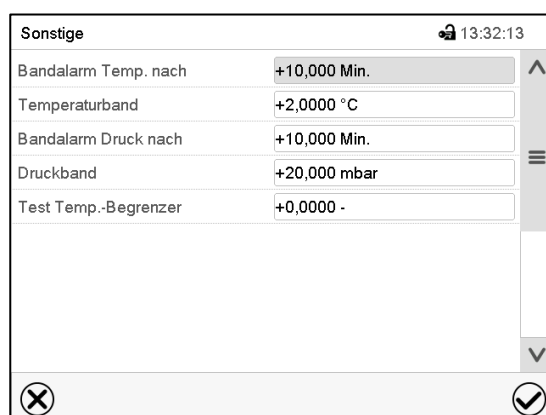 Sonstige 13:32:13
Bandalarm Temp. nach +10,000 Min.
Temperaturband +2,0000 °C
Bandalarm Druck nach +10,000 Min.
Druckband +20,000 mbar
Test Temp.-Begrenzer +0,0000 -